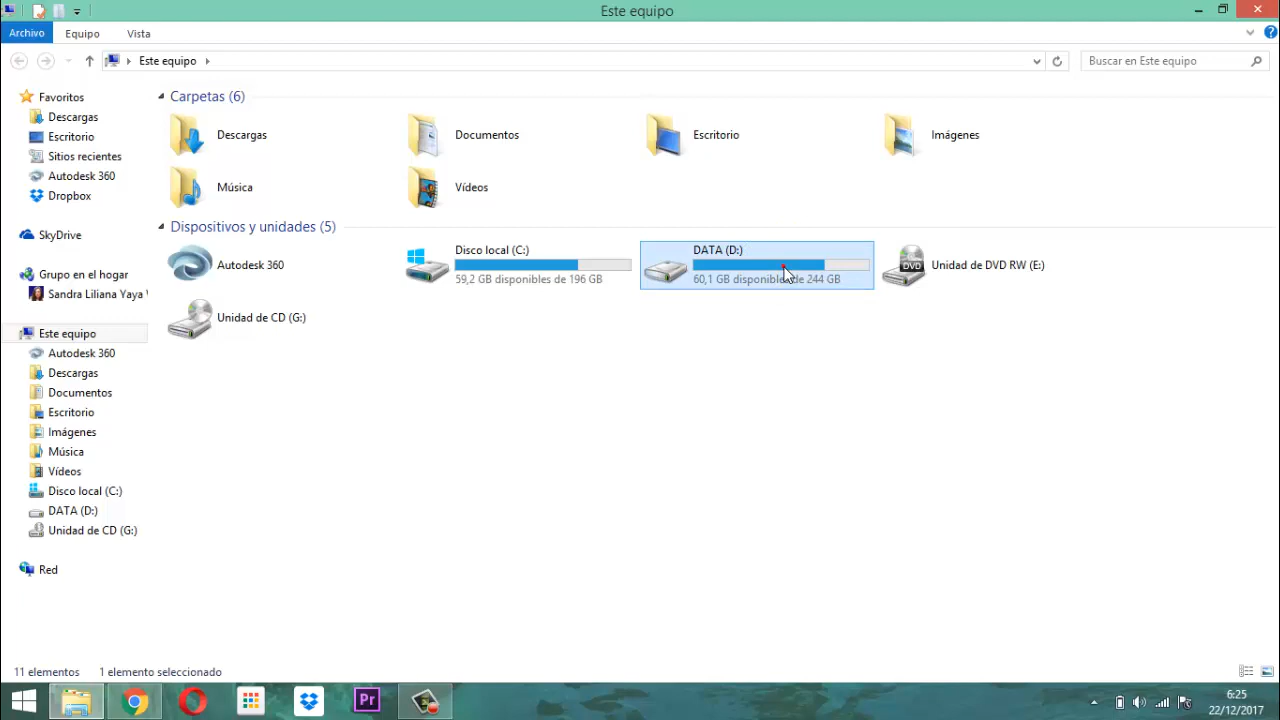 Este equipo
Archivo
Equipo
Vista
Este equipo
Buscar en Este equipo
Favoritos
Descargas
Escritorio
Sitios recientes
Autodesk 360
Dropbox
SkyDrive
Grupo en el hogar
Sandra Liliana Yaya
Este equipo
Autodesk 360
Descargas
Documentos
Escritorio
Imágenes
Música
Vídeos
Disco local (C:)
DATA (D:)
Unidad de CD (G:)
Red
Carpetas (6)
Descargas
Documentos
Escritorio
Imágenes
Música
Vídeos
Dispositivos y unidades (5)
Autodesk 360
Disco local (C:)
59,2 GB disponibles de 196 GB
DATA (D:)
60,1 GB disponibles de 244 GB
DVD
Unidad de DVD RW (E:)
Unidad de CD (G:)
11 elementos
1 elemento seleccionado
Pr
6:25
22/12/2017